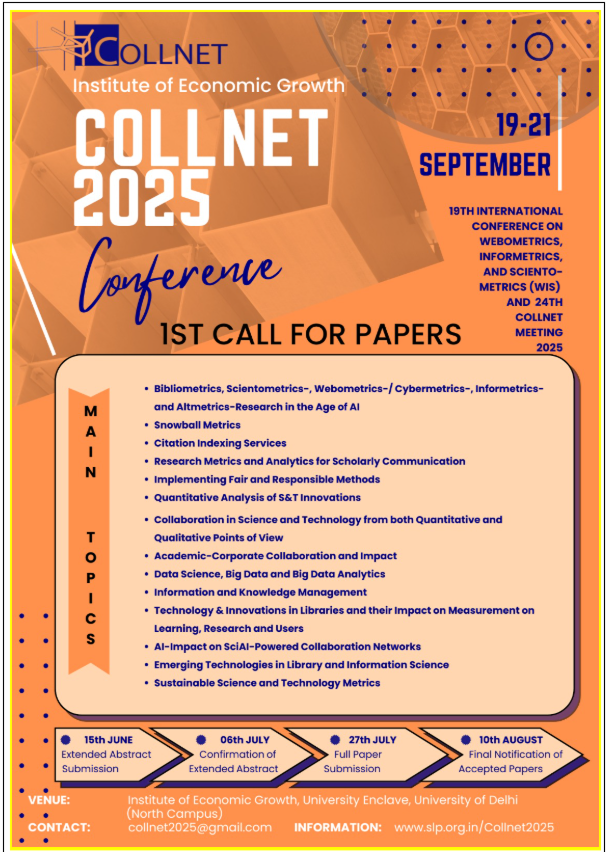 COLLNET
Institute of Economic Growth
COLLNET
2025
Conference
19-21
SEPTEMBER
19TH INTERNATIONAL
CONFERENCE ON
WEBOMETRICS,
INFORMETRICS,
AND SCIENTO-
METRICS (WIS)
AND 24TH
COLLNET
MEETING
2025
1ST CALL FOR PAPERS
MAIN TOPICS
• Bibliometrics, Scientometrics-, Webometrics-/ Cybermetrics-, Informetrics-
and Altmetrics-Research in the Age of AI
• Snowball Metrics
• Citation Indexing Services
• Research Metrics and Analytics for Scholarly Communication
• Implementing Fair and Responsible Methods
• Quantitative Analysis of S&T Innovations
• Collaboration in Science and Technology from both Quantitative and
Qualitative Points of View
• Academic-Corporate Collaboration and Impact
• Data Science, Big Data and Big Data Analytics
• Information and Knowledge Management
• Technology & Innovations in Libraries and their Impact on Measurement on
Learning, Research and Users
• AI-Impact on SciAI-Powered Collaboration Networks
• Emerging Technologies in Library and Information Science
• Sustainable Science and Technology Metrics
15th JUNE
Extended Abstract
Submission
06th JULY
Confirmation of
Extended Abstract
27th JULY
Full Paper
Submission
10th AUGUST
Final Notification of
Accepted Papers
VENUE: Institute of Economic Growth, University Enclave, University of Delhi
(North Campus)
CONTACT: collnet2025@gmail.com INFORMATION: www.slp.org.in/Collnet2025